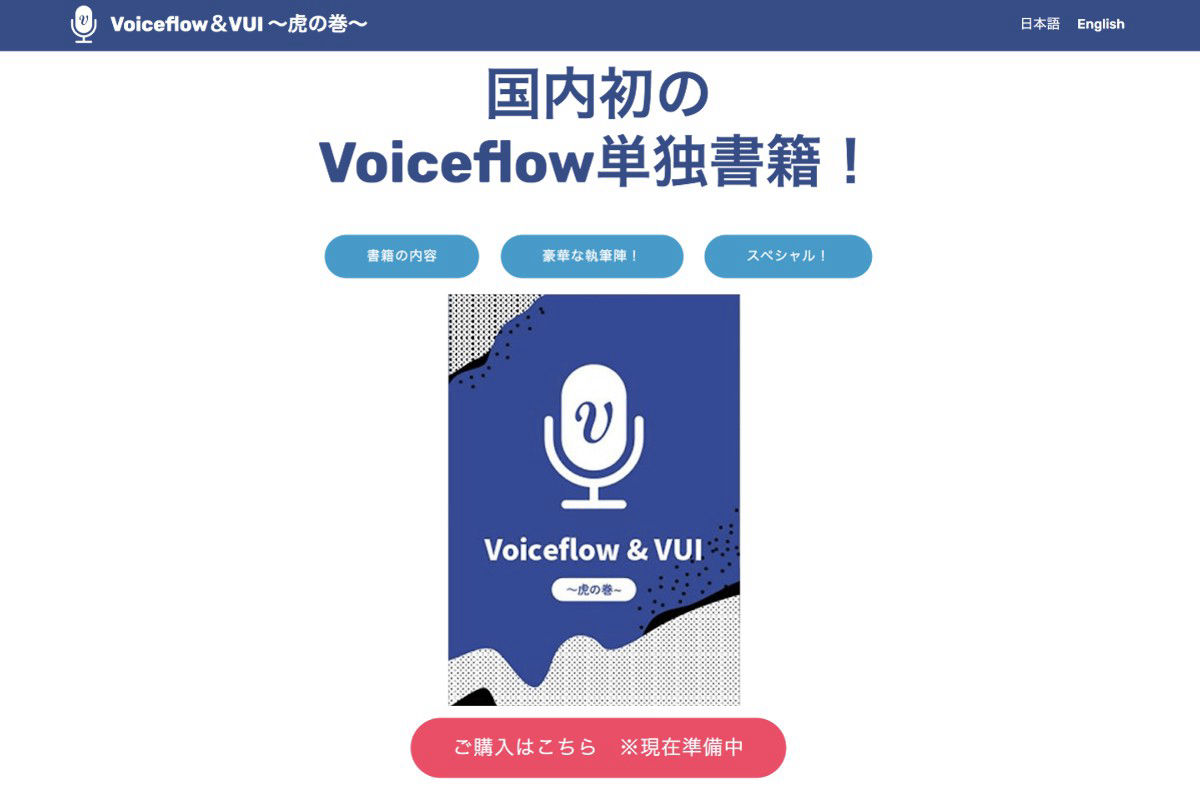 Voiceflow＆VUI 〜虎の巻〜
日本語 English
国内初の
Voiceflow単独書籍！
書籍の内容 豪華な執筆陣！ スペシャル！
v
Voiceflow & VUI
〜虎の巻~
ご購入はこちら　※現在準備中